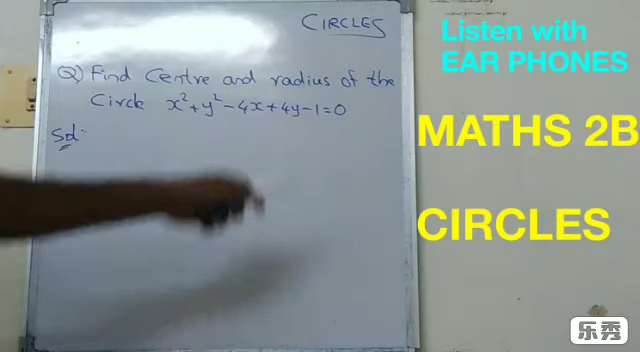 CIRCLES
Q) Find Centre and radius of the
Circle x²+y²-4x+4y-1=0
Sol:
Listen with
EAR PHONES
MATHS 2B
CIRCLES
乐秀